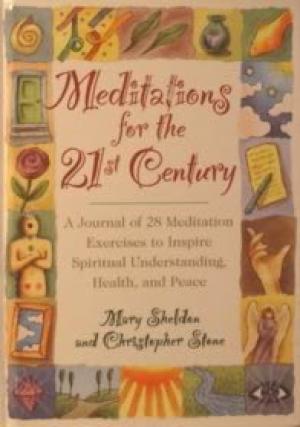 Meditations
for the
21st Century
A Journal of 28 Meditation
Exercises to Inspire
Spiritual Understanding,
Health, and Peace
Mary Sheldon
and Christopher Stone